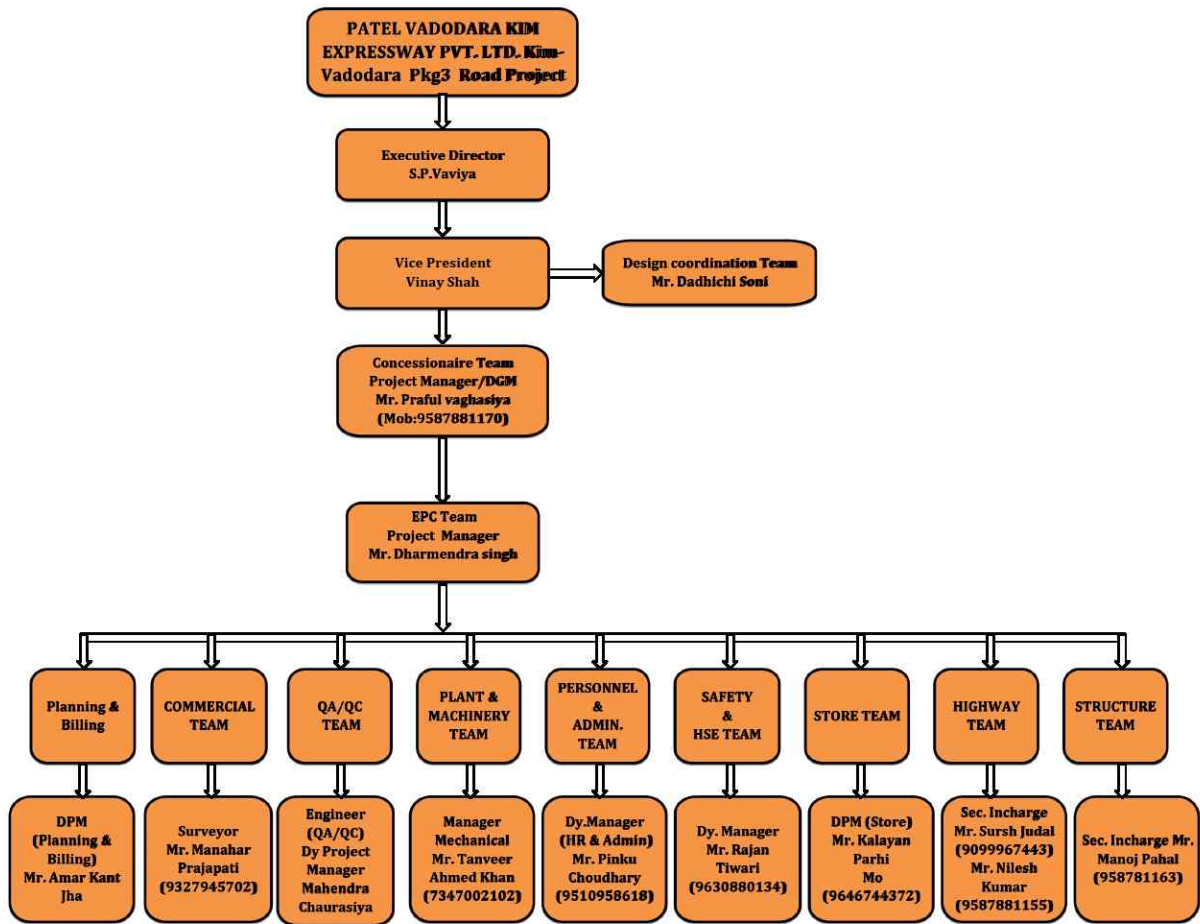 PATEL VADODARA KIM
EXPRESSWAY PVT. LTD. Kim-
Vadodara Pkg3 Road Project
Executive Director
S.P.Vaviya
Vice President
Vinay Shah
Design coordination Team
Mr. Dadhichi Soni
Concessionaire Team
Project Manager/DGM
Mr. Praful vaghasiya
(Mob:9587881170)
EPC Team
Project Manager
Mr. Dharmendra singh
Planning &
Billing
COMMERCIAL
TEAM
QA/QC
TEAM
PLANT &
MACHINERY
TEAM
PERSONNEL
&
ADMIN.
TEAM
SAFETY
&
HSE TEAM
STORE TEAM
HIGHWAY
TEAM
STRUCTURE
TEAM
DPM
(Planning &
Billing)
Mr. Amar Kant
Jha
Surveyor
Mr. Manahar
Prajapati
(9327945702)
Engineer
(QA/QC)
Dy Project
Manager
Mahendra
Chaurasiya
Manager
Mechanical
Mr. Tanveer
Ahmed Khan
(7347002102)
Dy.Manager
(HR & Admin)
Mr. Pinku
Choudhary
(9510958618)
Dy. Manager
Mr. Rajan
Tiwari
(9630880134)
DPM (Store)
Mr. Kalayan
Parhi
Mo
(9646744372)
Sec. Incharge
Mr. Sursh Judal
(9099967443)
Mr. Nilesh
Kumar
(9587881155)
Sec. Incharge Mr.
Manoj Pahal
(958781163)